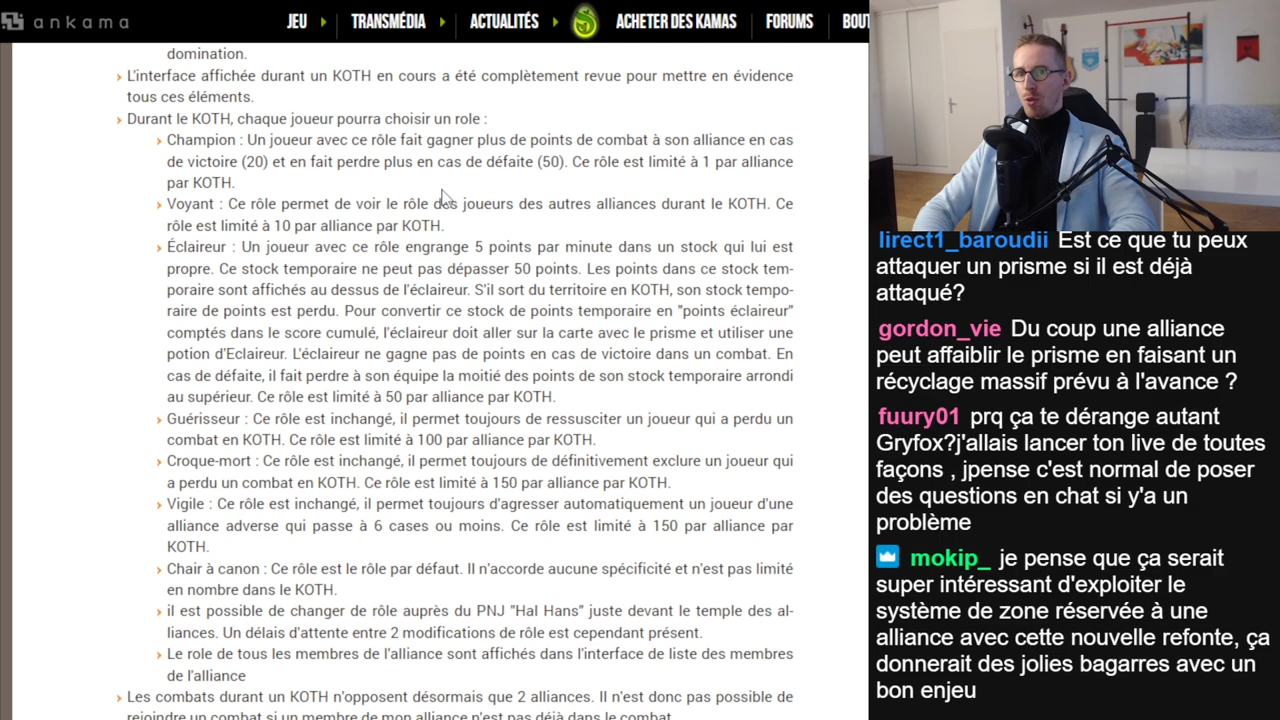 ankama
JEU
TRANSMÉDIA
ACTUALITÉS
ACHETER DES KAMAS
FORUMS
BOUT
domination.
L'interface affichée durant un KOTH en cours a été complètement revue pour mettre en évidence
tous ces éléments.
Durant le KOTH, chaque joueur pourra choisir un role :
Champion : Un joueur avec ce rôle fait gagner plus de points de combat à son alliance en cas
de victoire (20) et en fait perdre plus en cas de défaite (50). Ce rôle est limité à 1 par alliance
par KOTH.
Voyant : Ce rôle permet de voir le rôle des joueurs des autres alliances durant le KOTH. Ce
rôle est limité à 10 par alliance par KOTH.
Éclaireur : Un joueur avec ce rôle engrange 5 points par minute dans un stock qui lui est
propre. Ce stock temporaire ne peut pas dépasser 50 points. Les points dans ce stock tem-
poraire sont affichés au dessus de l'éclaireur. S'il sort du territoire en KOTH, son stock tempo-
raire de points est perdu. Pour convertir ce stock de points temporaire en "points éclaireur"
comptés dans le score cumulé, l'éclaireur doit aller sur la carte avec le prisme et utiliser une
potion d'Eclaireur. L'éclaireur ne gagne pas de points en cas de victoire dans un combat. En
cas de défaite, il fait perdre à son équipe la moitié des points de son stock temporaire arrondi
au supérieur. Ce rôle est limité à 50 par alliance par KOTH.
Guérisseur : Ce rôle est inchangé, il permet toujours de ressusciter un joueur qui a perdu un
combat en KOTH. Ce rôle est limité à 100 par alliance par KOTH.
Croque-mort : Ce rôle est inchangé, il permet toujours de définitivement exclure un joueur qui
a perdu un combat en KOTH. Ce rôle est limité à 150 par alliance par KOTH.
Vigile : Ce rôle est inchangé, il permet toujours d'agresser automatiquement un joueur d'une
alliance adverse qui passe à 6 cases ou moins. Ce rôle est limité à 150 par alliance par
KOTH.
Chair à canon : Ce rôle est le rôle par défaut. Il n'accorde aucune spécificité et n'est pas limité
en nombre dans le KOTH.
il est possible de changer de rôle auprès du PNJ "Hal Hans" juste devant le temple des al-
liances. Un délais d'attente entre 2 modifications de rôle est cependant présent.
Le role de tous les membres de l'alliance sont affichés dans l'interface de liste des membres
de l'alliance
Les combats durant un KOTH n'opposent désormais que 2 alliances. Il n'est donc pas possible de
rejoindre un combat si un membre de mon alliance n'est pas déjà dans le combat.
lirect1_baroudii Est ce que tu peux
attaquer un prisme si il est déjà
attaqué?
gordon_vie Du coup une alliance
peut affaiblir le prisme en faisant un
récyclage massif prévu à l'avance ?
fuury01 prq ça te dérange autant
Gryfox?j'allais lancer ton live de toutes
façons , jpense c'est normal de poser
des questions en chat si y'a un
problème
mokip_ je pense que ça serait
super intéressant d'exploiter le
système de zone réservée à une
alliance avec cette nouvelle refonte, ça
donnerait des jolies bagarres avec un
bon enjeu